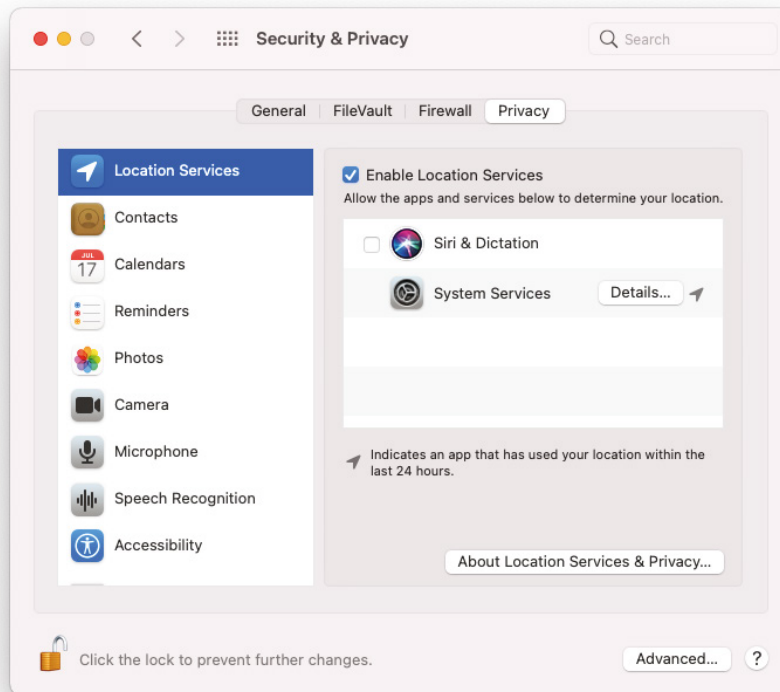 Security & Privacy
Search
General
FileVault
Firewall
Privacy
Location Services
Contacts
JUL
17
Calendars
Reminders
Photos
Camera
Microphone
Speech Recognition
Accessibility
Enable Location Services
Allow the apps and services below to determine your location.
Siri & Dictation
System Services
Details...
Indicates an app that has used your location within the
last 24 hours.
About Location Services & Privacy...
Click the lock to prevent further changes.
Advanced...
?